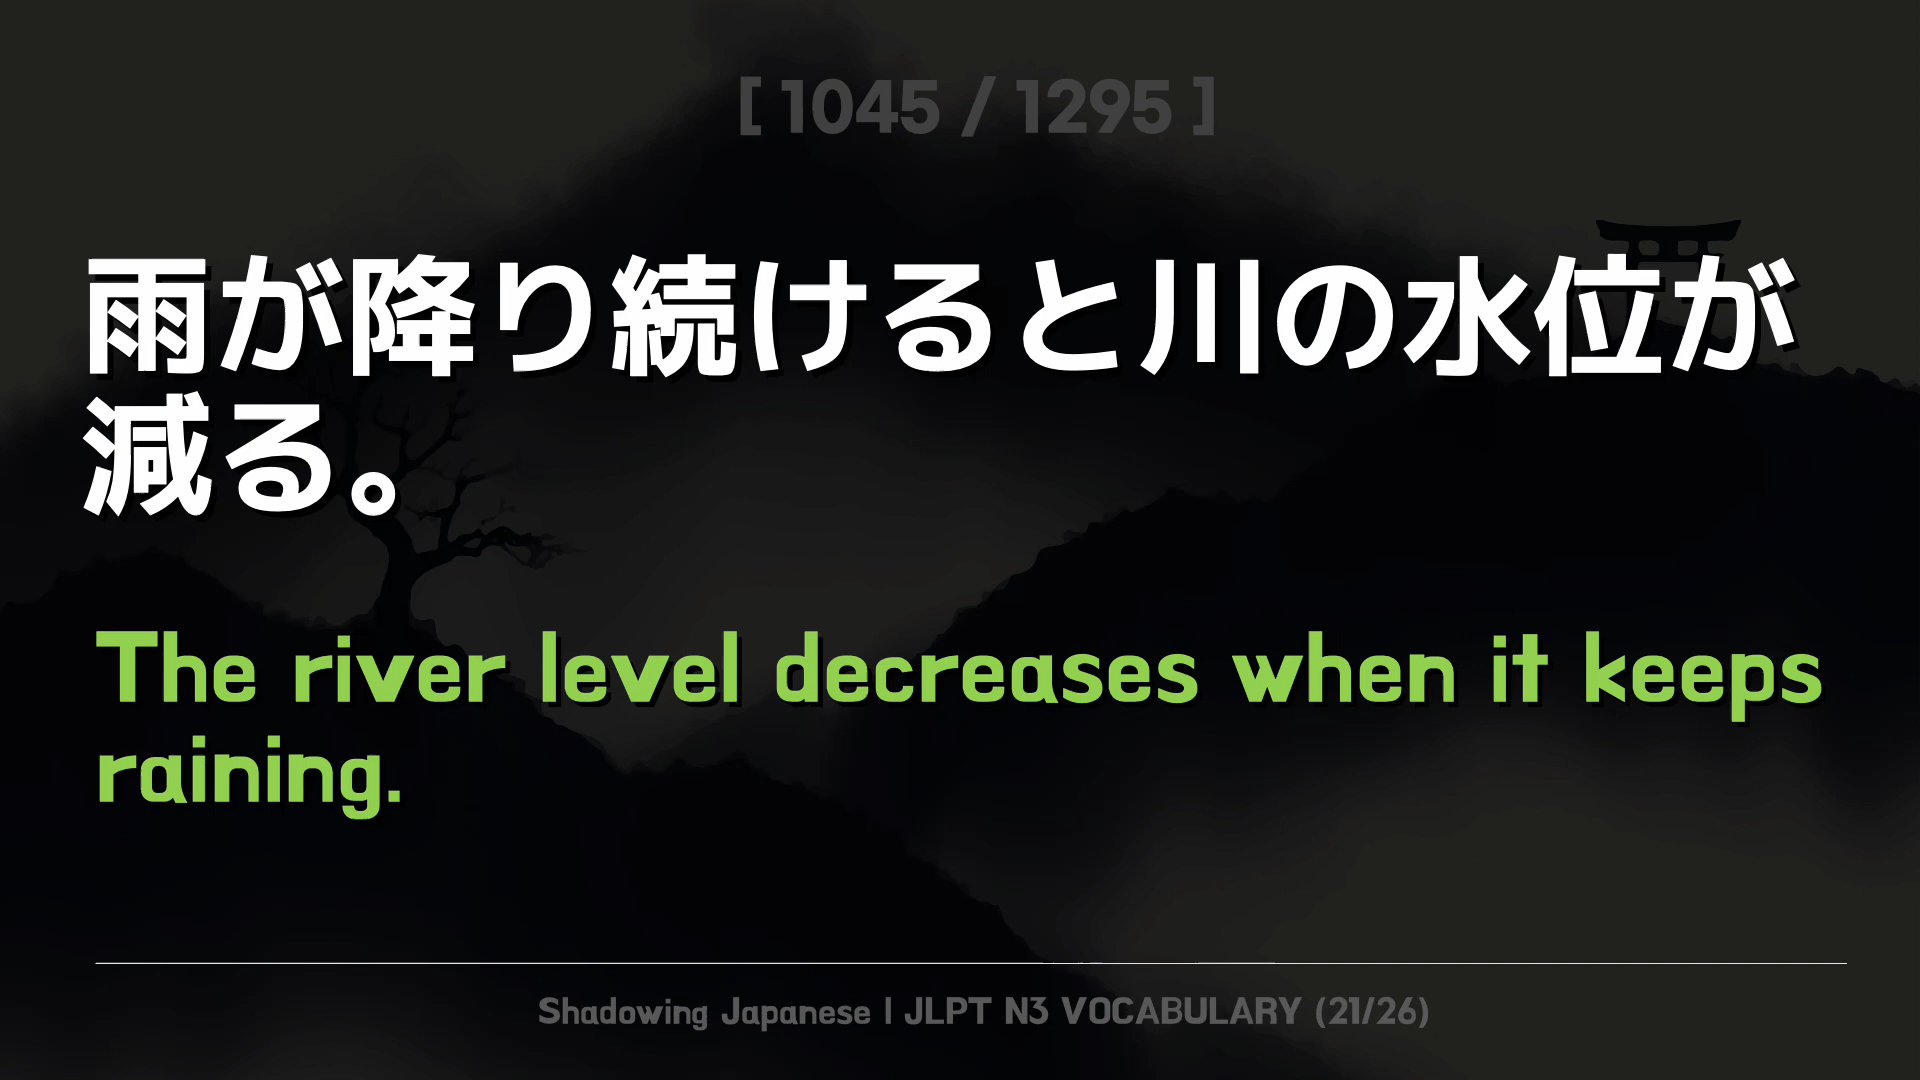 [ 1045 / 1295 ]
雨が降り続けると川の水位が
減る。
The river level decreases when it keeps
raining.
Shadowing Japanese | JLPT N3 VOCABULARY (21/26)